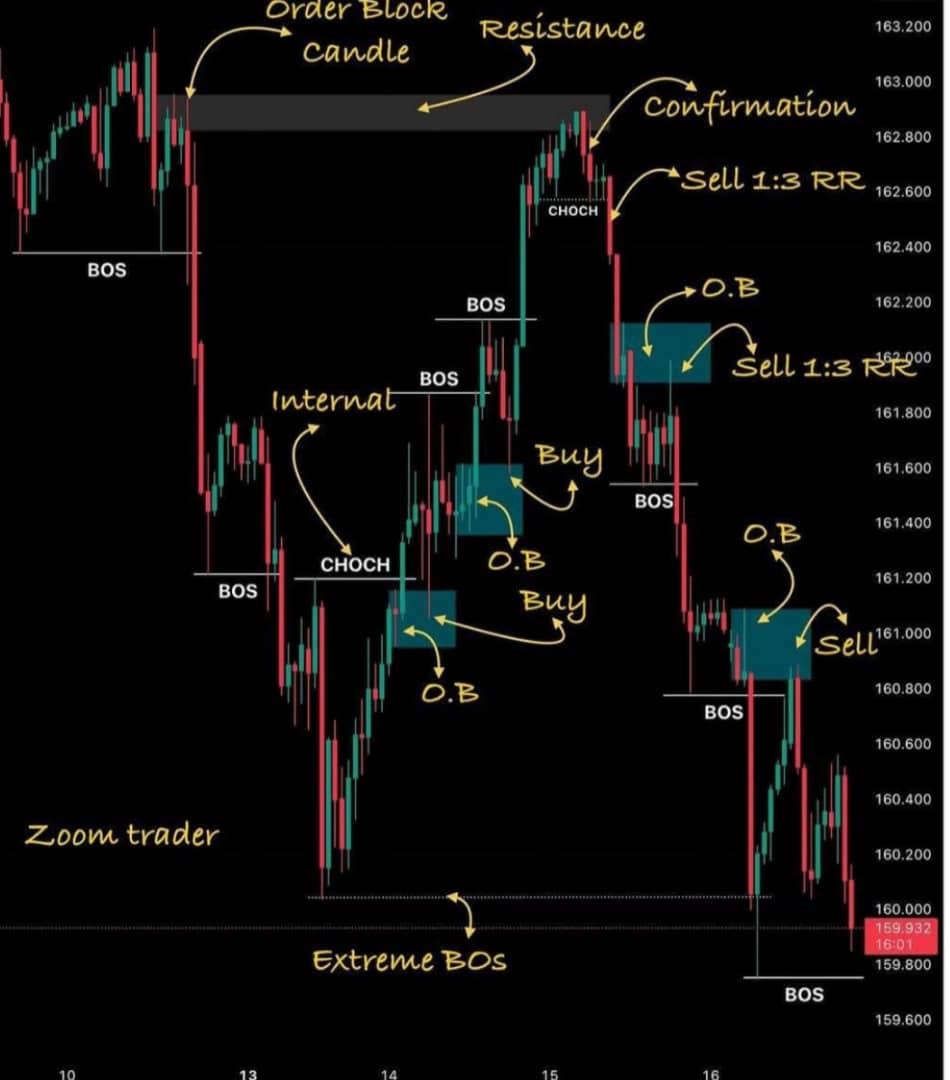 Order Block
Candle
Resistance
Confirmation
Sell 1:3 RR
CHOCH
BOS
O.B
BOS
Sell 1:3 RR
BOS
Internal
Buy
BOS
O.B
O.B
CHOCH
BOS
Buy
Sell
O.B
BOS
Zoom trader
Extreme BOs
BOS
163.200
163.000
162.800
162.600
162.400
162.200
162.000
161.800
161.600
161.400
161.200
161.000
160.800
160.600
160.400
160.200
160.000
159.932
16:01
159.800
159.600
10
13
14
15
16